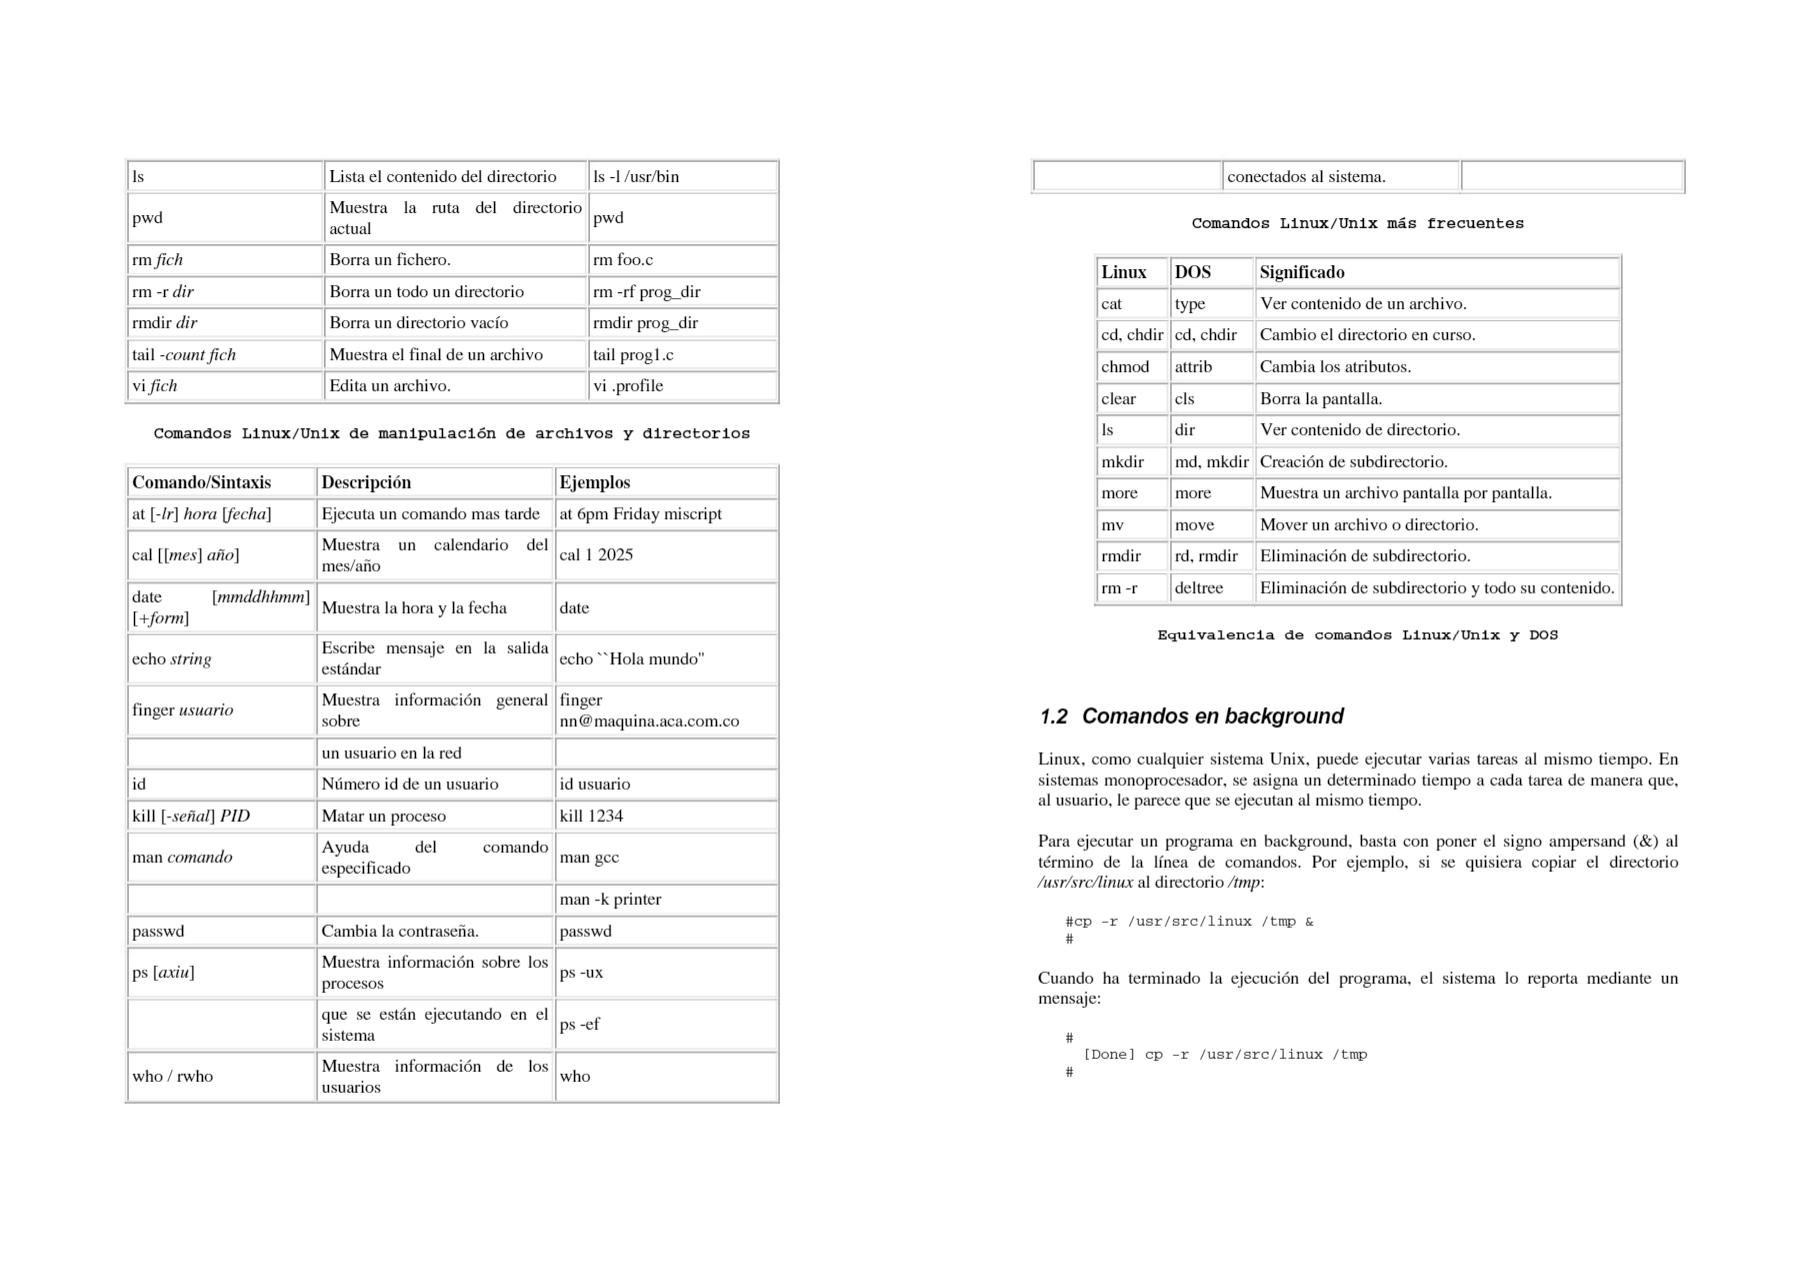 ls Lista el contenido del directorio ls -l /usr/bin
pwd Muestra la ruta del directorio actual pwd
rm fich Borra un fichero. rm foo.c
rm -r dir Borra un todo un directorio rm -rf prog_dir
rmdir dir Borra un directorio vacío rmdir prog_dir
tail -count fich Muestra el final de un archivo tail prog1.c
vi fich Edita un archivo. vi .profile
Comandos Linux/Unix de manipulación de archivos y directorios
Comando/Sintaxis Descripción Ejemplos
at [-lr] hora [fecha] Ejecuta un comando mas tarde at 6pm Friday miscript
cal [[mes] año] Muestra un calendario del mes/año cal 1 2025
date [mmddhhmm] [+form] Muestra la hora y la fecha date
echo string Escribe mensaje en la salida estándar echo ``Hola mundo"
finger usuario Muestra información general sobre finger nn@maquina.aca.com.co
un usuario en la red
id Número id de un usuario id usuario
kill [-señal] PID Matar un proceso kill 1234
man comando Ayuda del comando especificado man gcc
man -k printer
passwd Cambia la contraseña. passwd
ps [axiu] Muestra información sobre los procesos ps -ux
que se están ejecutando en el sistema ps -ef
who / rwho Muestra información de los usuarios who
conectados al sistema.
Comandos Linux/Unix más frecuentes
Linux DOS Significado
cat type Ver contenido de un archivo.
cd, chdir cd, chdir Cambio el directorio en curso.
chmod attrib Cambia los atributos.
clear cls Borra la pantalla.
ls dir Ver contenido de directorio.
mkdir md, mkdir Creación de subdirectorio.
more more Muestra un archivo pantalla por pantalla.
mv move Mover un archivo o directorio.
rmdir rd, rmdir Eliminación de subdirectorio.
rm -r deltree Eliminación de subdirectorio y todo su contenido.
Equivalencia de comandos Linux/Unix y DOS
1.2 Comandos en background
Linux, como cualquier sistema Unix, puede ejecutar varias tareas al mismo tiempo. En
sistemas monoprocesador, se asigna un determinado tiempo a cada tarea de manera que,
al usuario, le parece que se ejecutan al mismo tiempo.
Para ejecutar un programa en background, basta con poner el signo ampersand (&) al
término de la línea de comandos. Por ejemplo, si se quisiera copiar el directorio
/usr/src/linux al directorio /tmp:
#cp -r /usr/src/linux /tmp &
#
Cuando ha terminado la ejecución del programa, el sistema lo reporta mediante un
mensaje:
#
[Done] cp -r /usr/src/linux /tmp
#